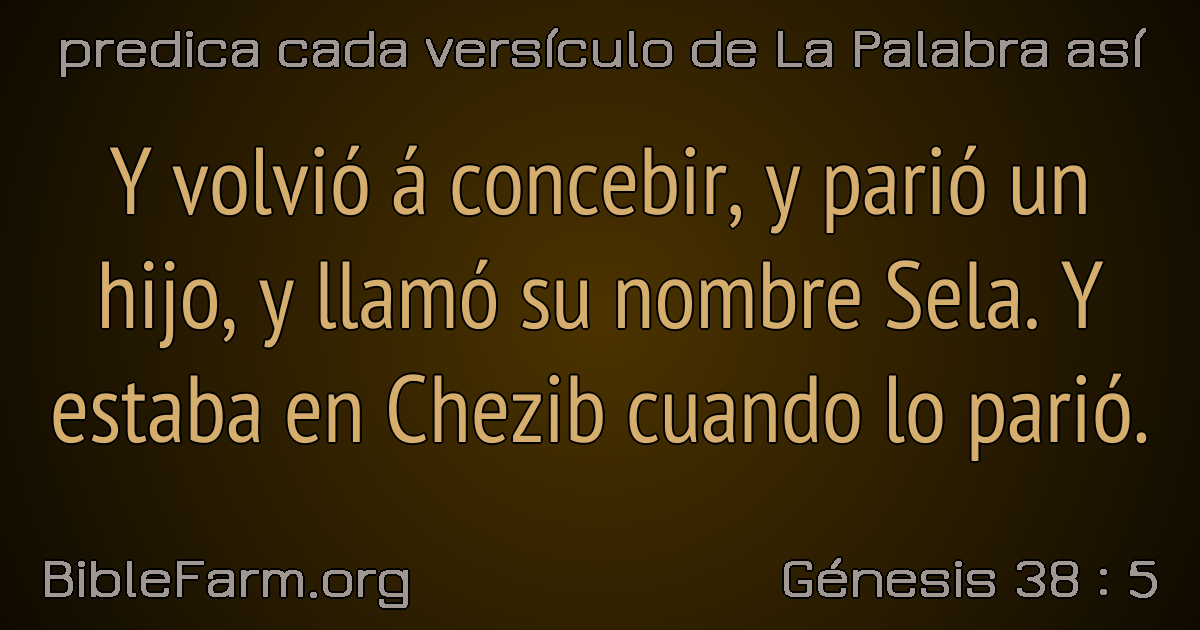 predica cada versículo de La Palabra así
Y volvió á concebir, y parió un
hijo, y llamó su nombre Sela. Y
estaba en Chezib cuando lo parió.
BibleFarm.org
Génesis 38 : 5